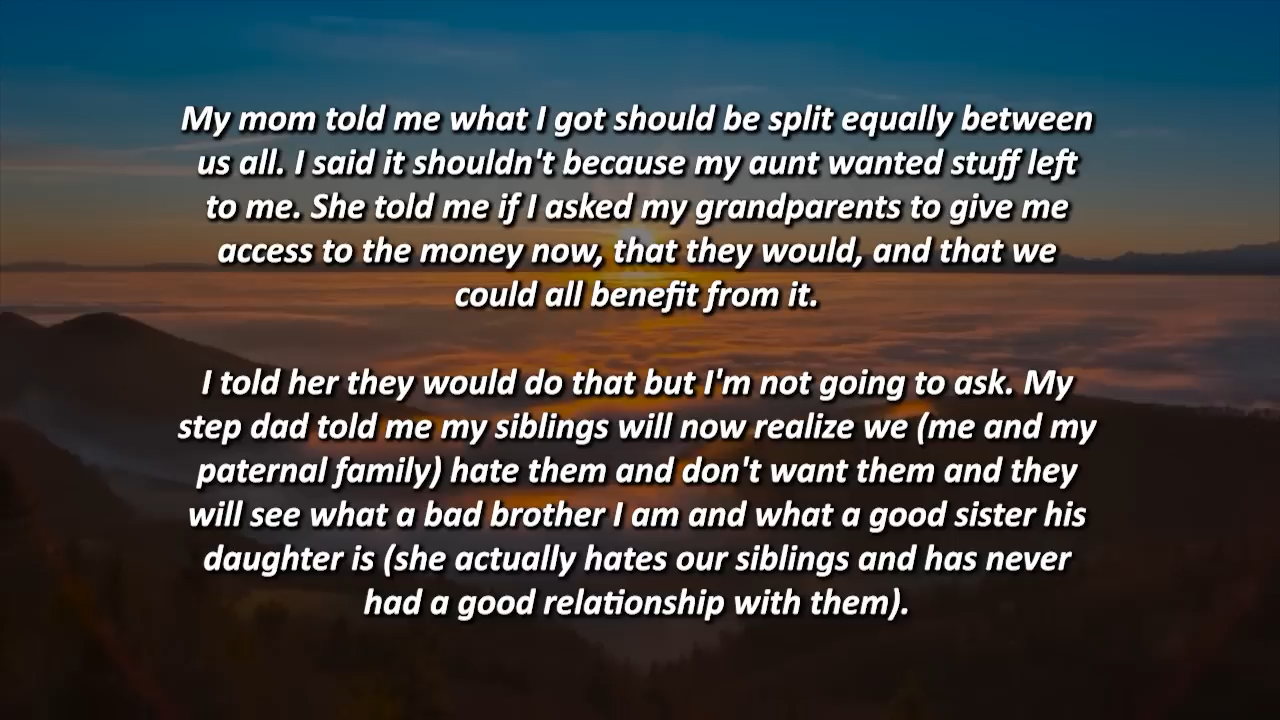 My mom told me what I got should be split equally between
us all. I said it shouldn't because my aunt wanted stuff left
to me. She told me if I asked my grandparents to give me
access to the money now, that they would, and that we
could all benefit from it.
I told her they would do that but I'm not going to ask. My
step dad told me my siblings will now realize we (me and my
paternal family) hate them and don't want them and they
will see what a bad brother I am and what a good sister his
daughter is (she actually hates our siblings and has never
had a good relationship with them).